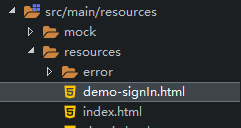 src/main/resources
mock
resources
error
demo-signIn.html
index.html